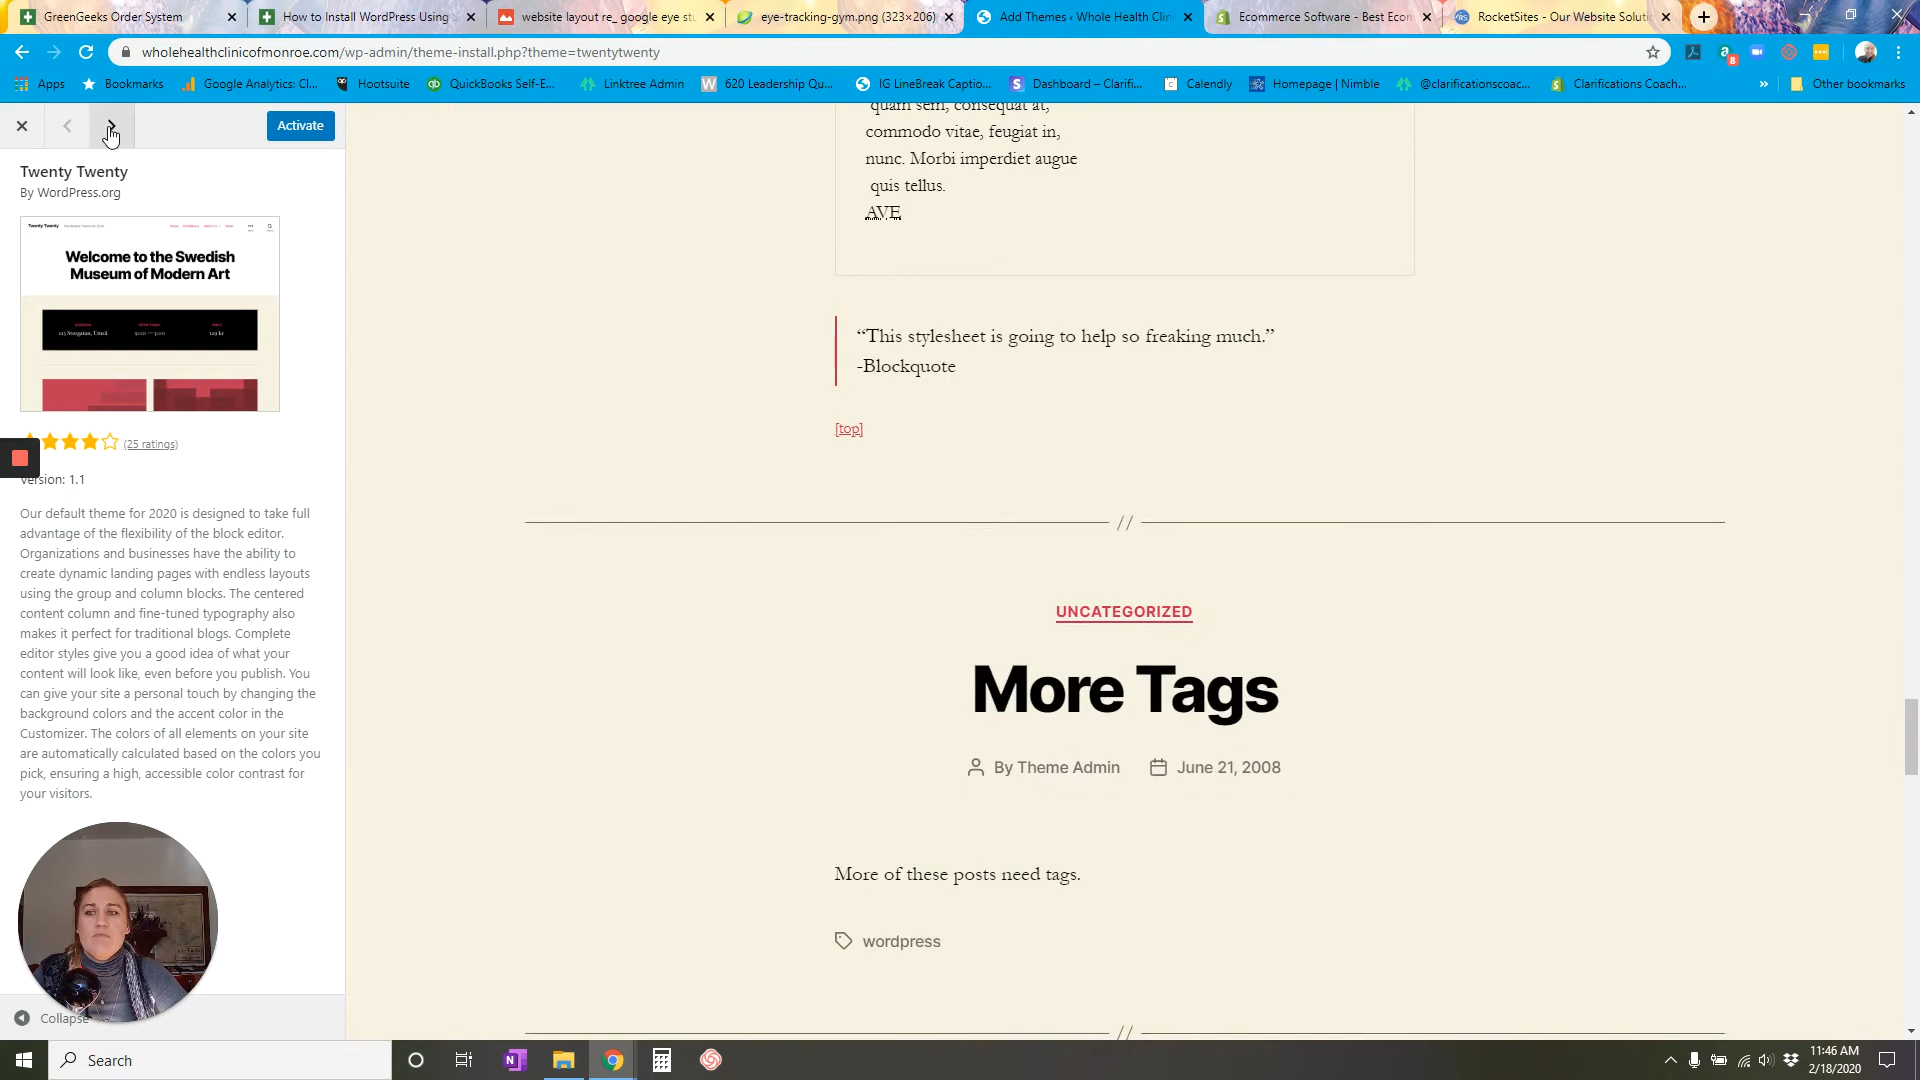 GreenGeeks Order System
How to Install WordPress Using S
website layout re_ google eye stu
eye-tracking-gym.png (323×206)
Add Themes ‹ Whole Health Clini
Ecommerce Software - Best Ecom
RocketSites - Our Website Soluti
wholehealthclinicofmonroe.com/wp-admin/theme-install.php?theme=twentytwenty
8
Apps
Bookmarks
Google Analytics: Cl...
Hootsuite
QuickBooks Self-E...
Linktree Admin
620 Leadership Qu...
IG LineBreak Captio...
Dashboard – Clarifi...
Calendly
Homepage | Nimble
@clarificationscoac...
Clarifications Coach...
»
Other bookmarks
Activate
Twenty Twenty
By WordPress.org
Twenty Twenty
Welcome to the Swedish
Museum of Modern Art
(25 ratings)
Version: 1.1
Our default theme for 2020 is designed to take full
advantage of the flexibility of the block editor.
Organizations and businesses have the ability to
create dynamic landing pages with endless layouts
using the group and column blocks. The centered
content column and fine-tuned typography also
makes it perfect for traditional blogs. Complete
editor styles give you a good idea of what your
content will look like, even before you publish. You
can give your site a personal touch by changing the
background colors and the accent color in the
Customizer. The colors of all elements on your site
are automatically calculated based on the colors you
pick, ensuring a high, accessible color contrast for
your visitors.
Collapse
quam sem, consequat at,
commodo vitae, feugiat in,
nunc. Morbi imperdiet augue
quis tellus.
AVE
“This stylesheet is going to help so freaking much.”
-Blockquote
[top]
//
UNCATEGORIZED
More Tags
By Theme Admin
June 21, 2008
More of these posts need tags.
wordpress
//
Search
11:46 AM
2/18/2020